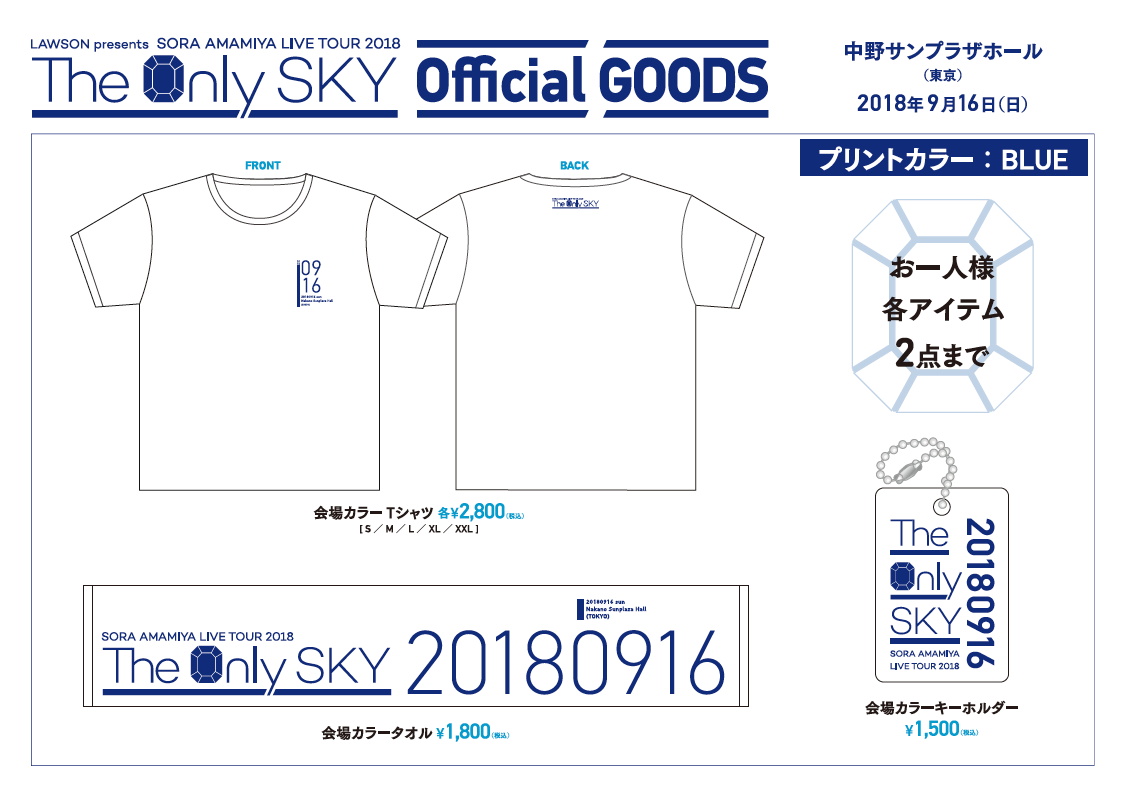 LAWSON presents SORA AMAMIYA LIVE TOUR 2018
The Only SKY
Official GOODS
中野サンプラザホール
(東京)
2018年9月16日(日)
プリントカラー：BLUE
FRONT
BACK
09
16
20180916 sun
Nakano Sunplaza Hall
The Only SKY
お一人様
各アイテム
2点まで
会場カラーTシャツ 各¥2,800(税込)
[ S ／ M ／ L ／ XL ／ XXL ]
20180916 sun
Nakano Sunplaza Hall
(TOKYO)
SORA AMAMIYA LIVE TOUR 2018
The Only SKY
20180916
会場カラータオル ¥1,800(税込)
The
Only
SKY
SORA AMAMIYA
LIVE TOUR 2018
20180916
会場カラーキーホルダー
¥1,500(税込)